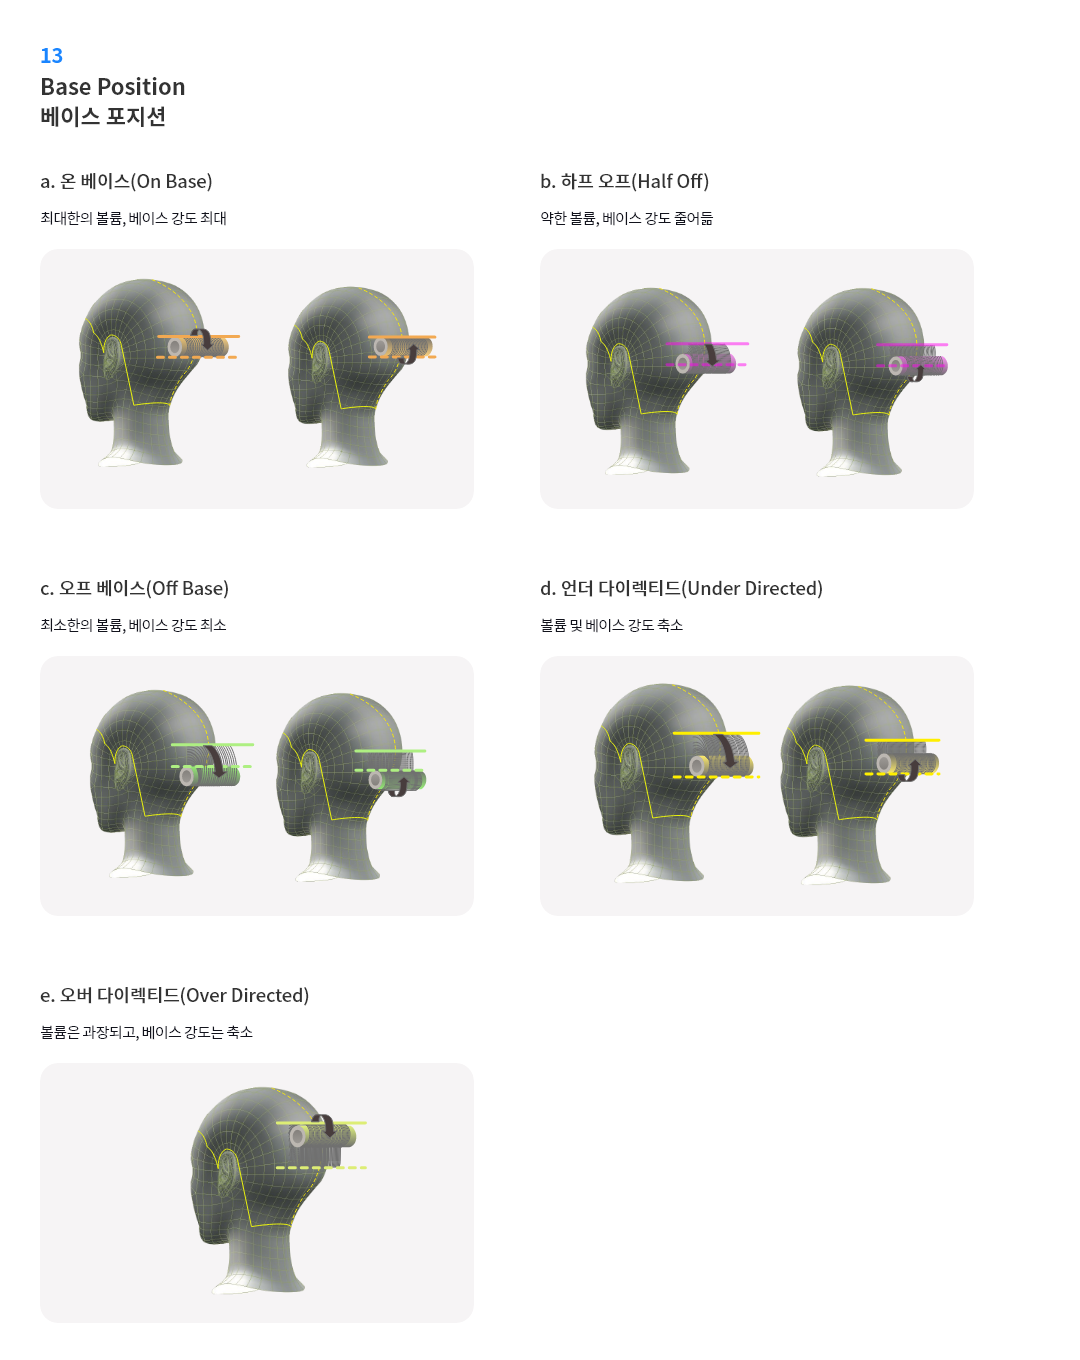 13
Base Position
베이스 포지션
a. 온 베이스(On Base)
최대한의 볼륨, 베이스 강도 최대
b. 하프 오프(Half Off)
약한 볼륨, 베이스 강도 줄어듦
c. 오프 베이스(Off Base)
최소한의 볼륨, 베이스 강도 최소
d. 언더 다이렉티드(Under Directed)
볼륨 및 베이스 강도 축소
e. 오버 다이렉티드(Over Directed)
볼륨은 과장되고, 베이스 강도는 축소